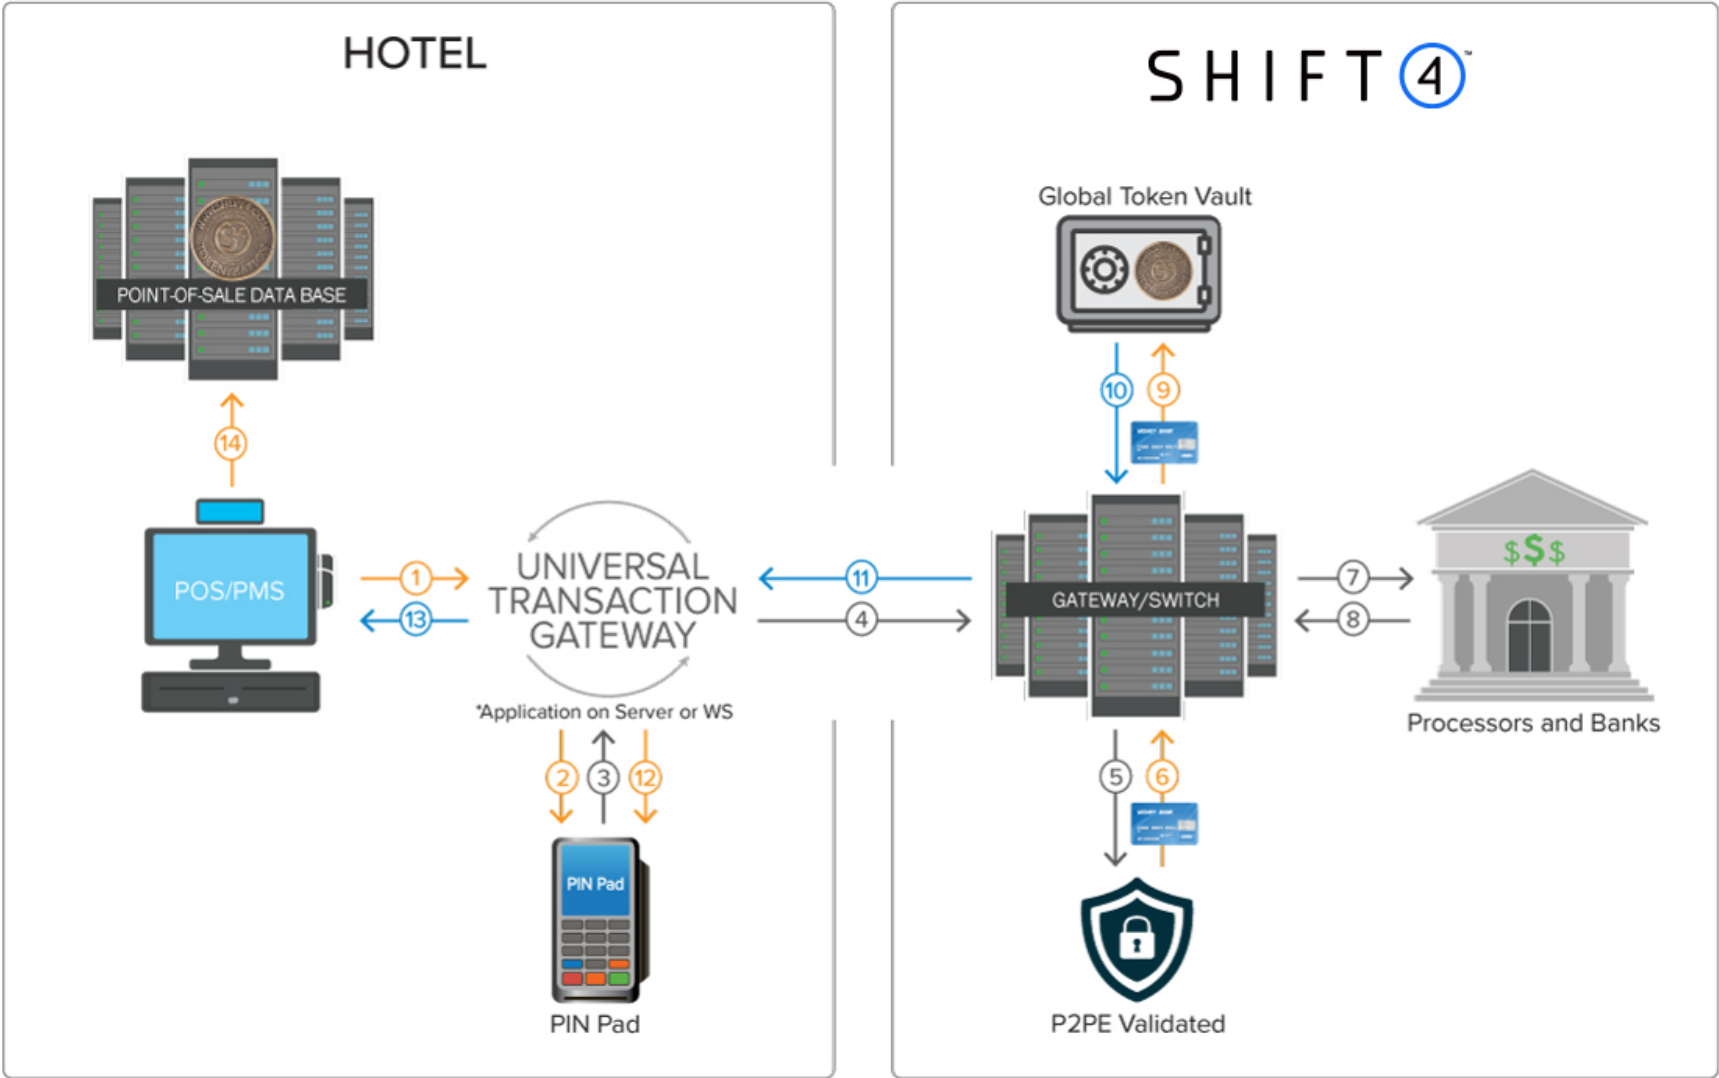 HOTEL
SHIFT4™
Global Token Vault
POINT-OF-SALE DATA BASE
10
9
14
POS/PMS
1
13
UNIVERSAL
TRANSACTION
GATEWAY
*Application on Server or WS
11
4
GATEWAY/SWITCH
7
8
$$$
Processors and Banks
2
3
12
5
6
PIN Pad
PIN Pad
P2PE Validated